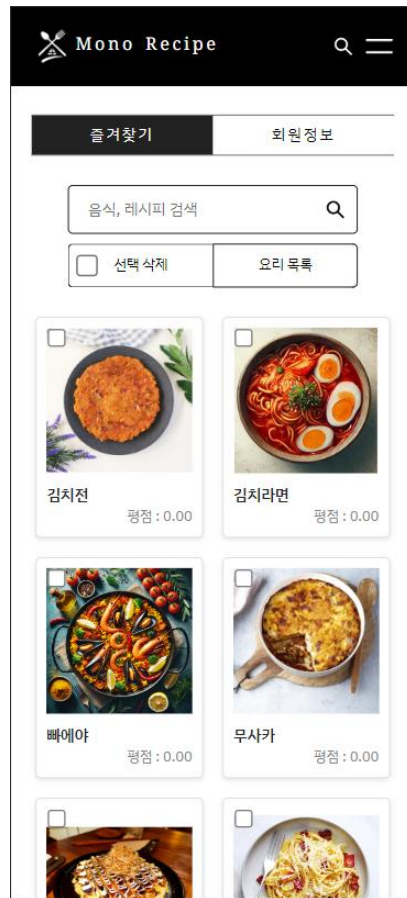 Mono Recipe
즐겨찾기 회원정보
음식, 레시피 검색
선택 삭제 요리 목록
김치전 김치라면
평점 : 0.00 평점 : 0.00
빠에야 무사카
평점 : 0.00 평점 : 0.00